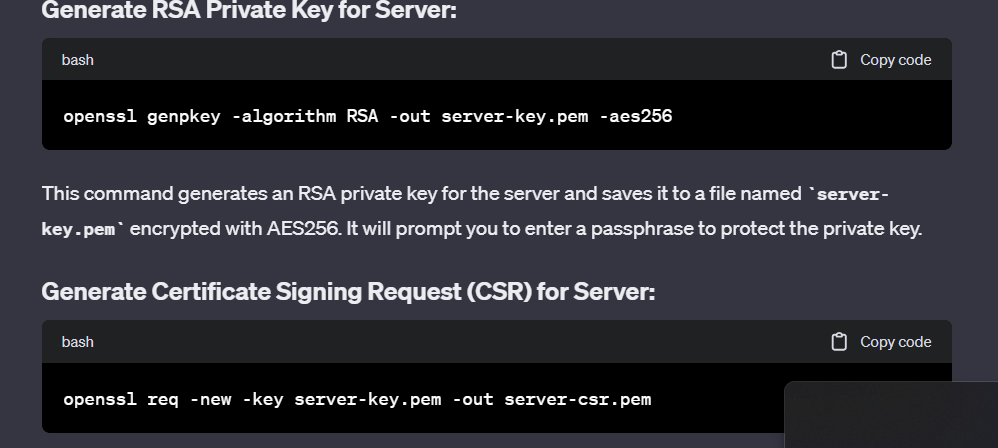 Generate RSA Private Key for Server:
bash
Copy code
openssl genpkey -algorithm RSA -out server-key.pem -aes256
This command generates an RSA private key for the server and saves it to a file named `server-
key.pem` encrypted with AES256. It will prompt you to enter a passphrase to protect the private key.
Generate Certificate Signing Request (CSR) for Server:
bash
Copy code
openssl req -new -key server-key.pem -out server-csr.pem